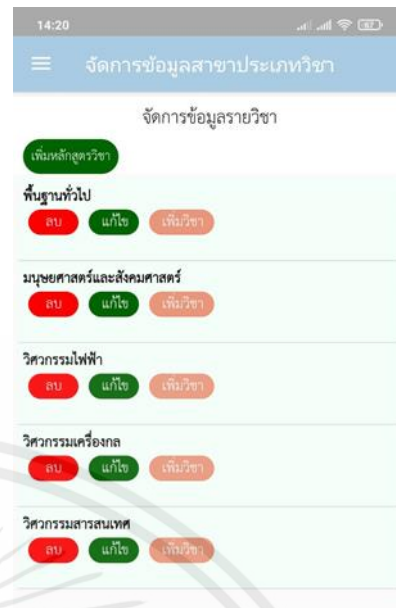 14:20
67
จัดการข้อมูลสาขาประเภทวิชา
จัดการข้อมูลรายวิชา
เพิ่มหลักสูตรวิชา
พื้นฐานทั่วไป
ลบ แก้ไข เพิ่มวิชา
มนุษยศาสตร์และสังคมศาสตร์
ลบ แก้ไข เพิ่มวิชา
วิศวกรรมไฟฟ้า
ลบ แก้ไข เพิ่มวิชา
วิศวกรรมเครื่องกล
ลบ แก้ไข เพิ่มวิชา
วิศวกรรมสารสนเทศ
ลบ แก้ไข เพิ่มวิชา